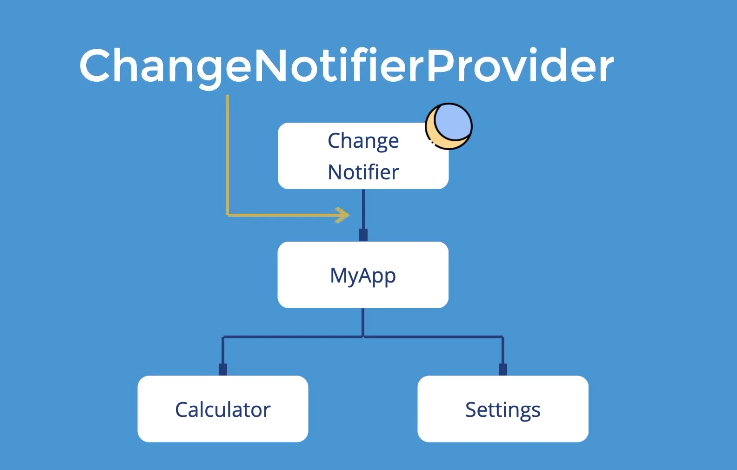 ChangeNotifierProvider
Change
Notifier
MyApp
Calculator
Settings